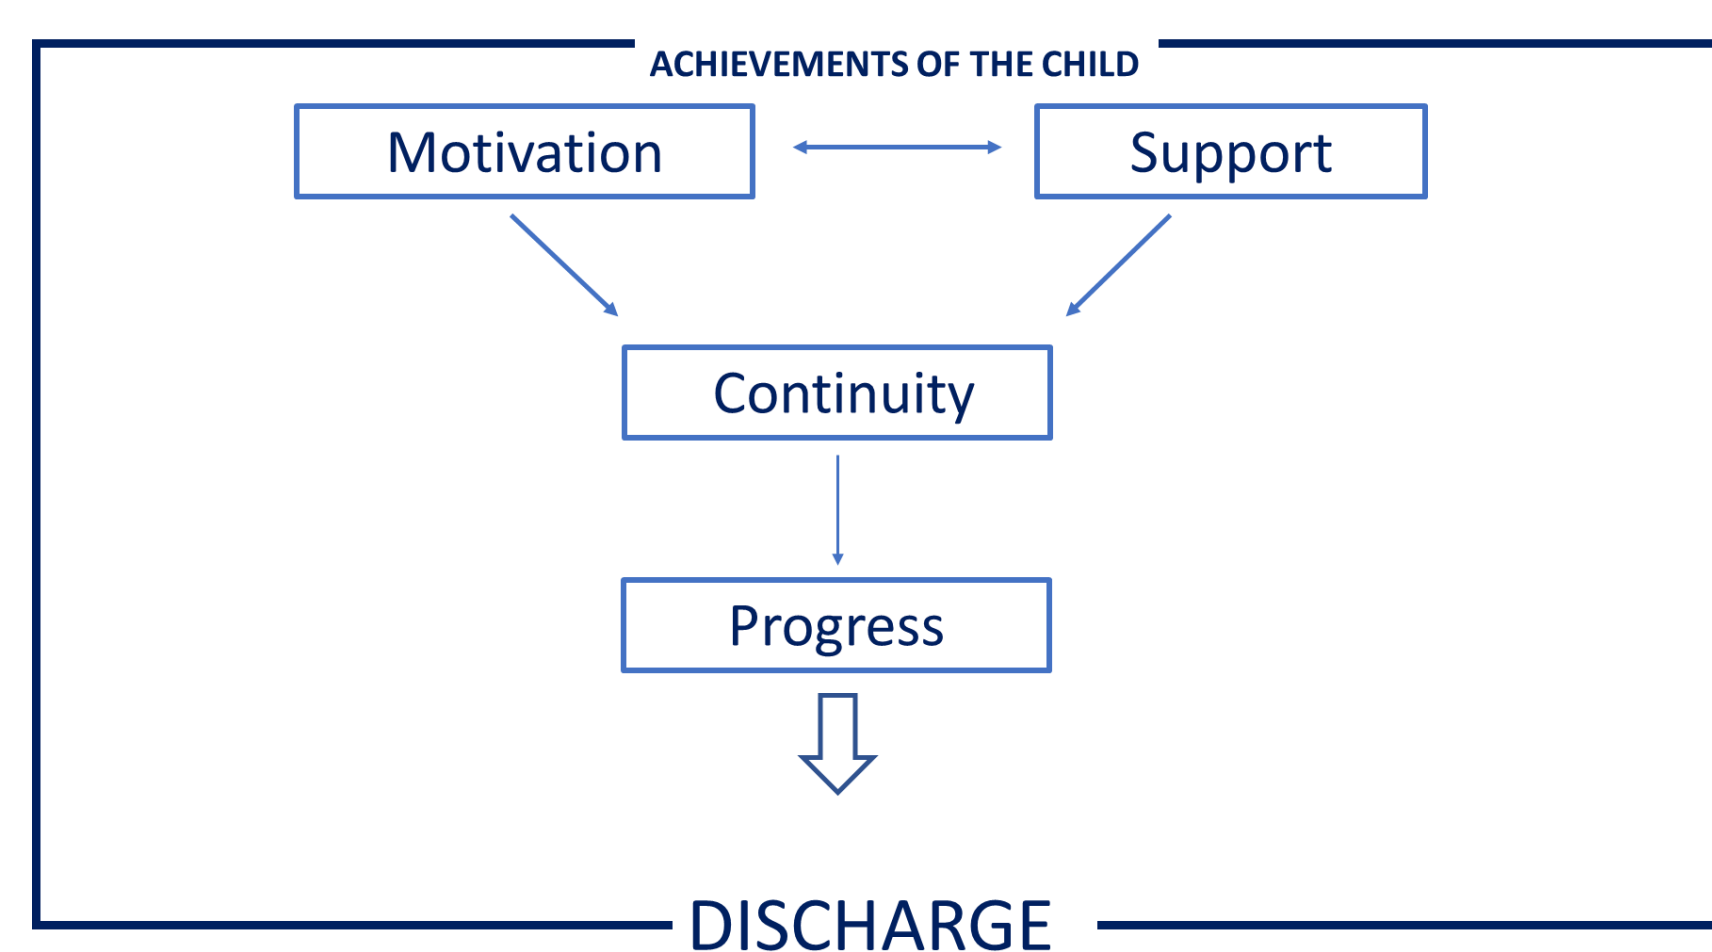 ACHIEVEMENTS OF THE CHILD
Motivation
Support
Continuity
Progress
DISCHARGE